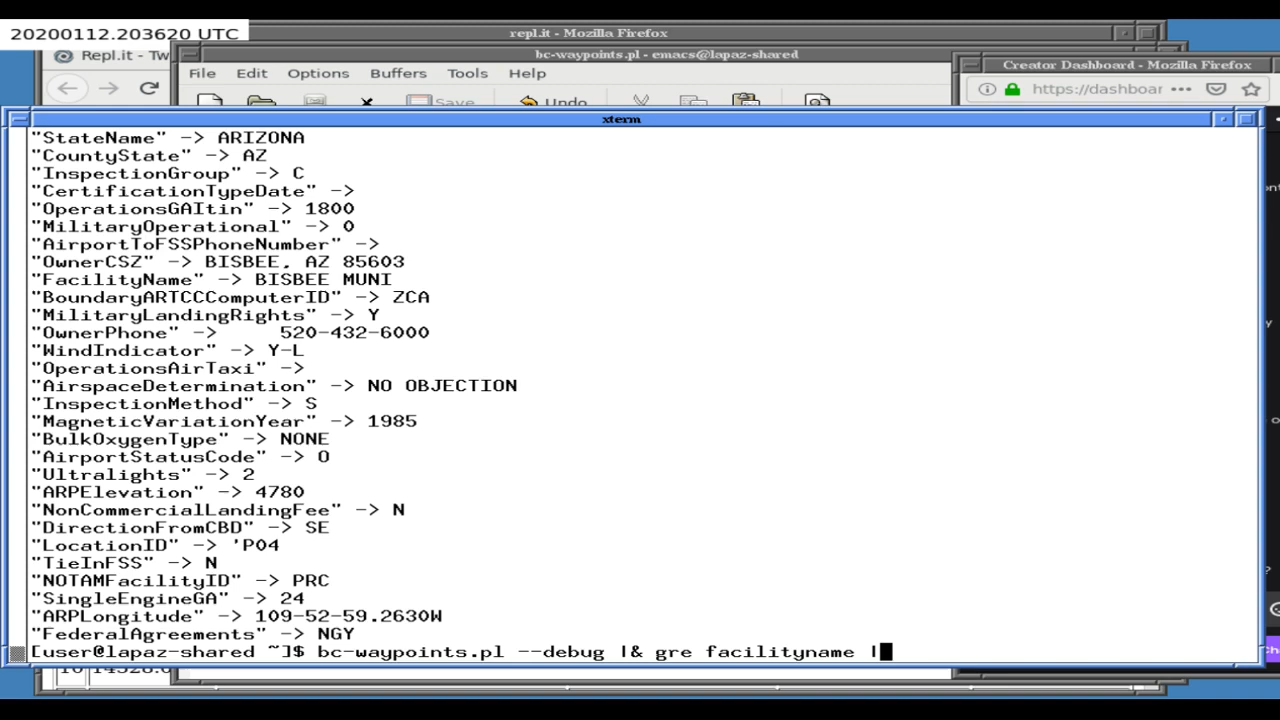 20200112.203620 UTC
repl.it - Mozilla Firefox
Repl.it - Tw
bc-waypoints.pl - emacs@lapaz-shared
File Edit Options Buffers Tools Help
Save Undo
Creator Dashboard - Mozilla Firefox
https://dashboar
xterm
"StateName" -> ARIZONA
"CountyState" -> AZ
"InspectionGroup" -> C
"CertificationTypeDate" ->
"OperationsGAItin" -> 1800
"MilitaryOperational" -> 0
"AirportToFSSPhoneNumber" ->
"OwnerCSZ" -> BISBEE, AZ 85603
"FacilityName" -> BISBEE MUNI
"BoundaryARTCCComputerID" -> ZCA
"MilitaryLandingRights" -> Y
"OwnerPhone" ->     520-432-6000
"WindIndicator" -> Y-L
"OperationsAirTaxi" ->
"AirspaceDetermination" -> NO OBJECTION
"InspectionMethod" -> S
"MagneticVariationYear" -> 1985
"BulkOxygenType" -> NONE
"AirportStatusCode" -> O
"Ultralights" -> 2
"ARPElevation" -> 4780
"NonCommercialLandingFee" -> N
"DirectionFromCBD" -> SE
"LocationID" -> 'P04
"TieInFSS" -> N
"NOTAMFacilityID" -> PRC
"SingleEngineGA" -> 24
"ARPLongitude" -> 109-52-59.2630W
"FederalAgreements" -> NGY
[user@lapaz-shared ~]$ bc-waypoints.pl --debug |& gre facilityname |